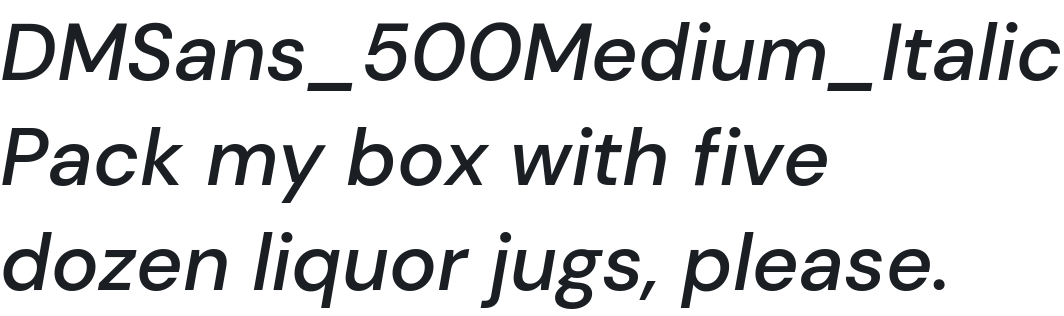 DMSans_500Medium_Italic
Pack my box with five
dozen liquor jugs, please.